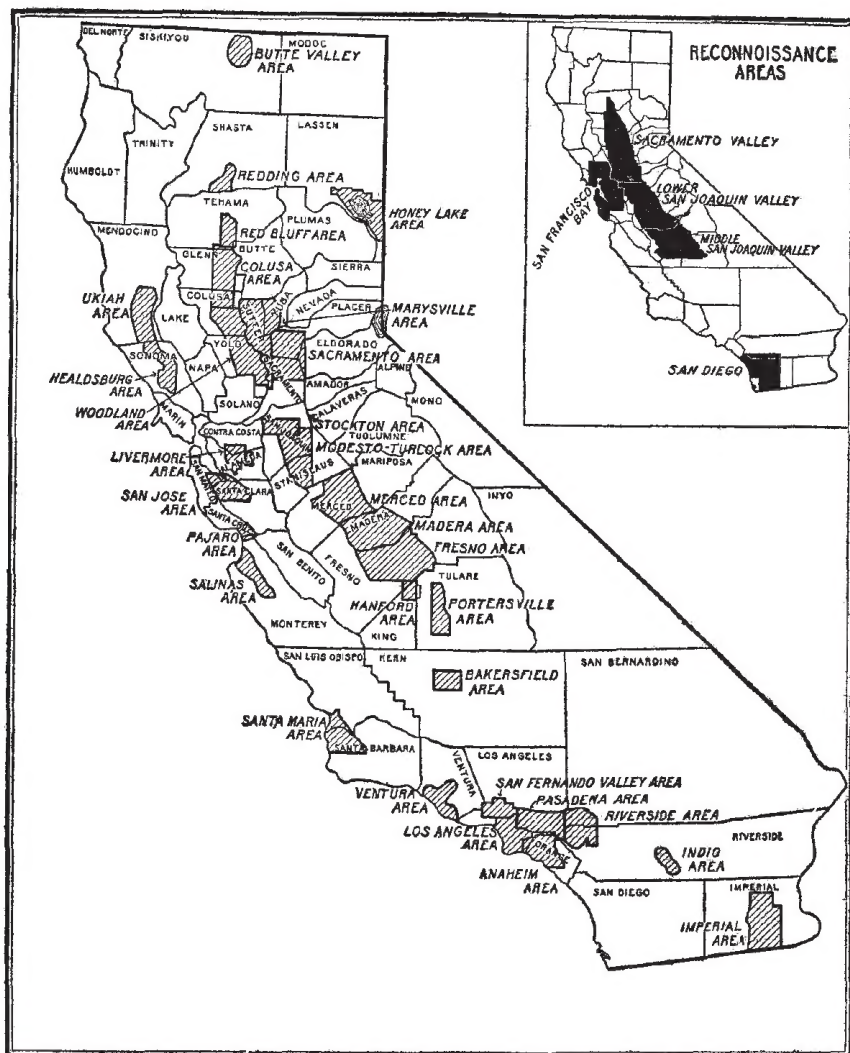 DEL NORTE
SISKIYOU
MODOC
BUTTE VALLEY
AREA
RECONNOISSANCE
AREAS
TRINITY
SHASTA
LASSEN
HUMBOLDT
REDDING AREA
TEHAMA
PLUMAS
HONEY LAKE
AREA
MENDOCINO
RED BLUFF AREA
GLENN
BUTTE
COLUSA
AREA
SIERRA
COLUSA
YUBA
NEVADA
PLACER
UKIAH AREA
LAKE
SUTTER
MARYSVILLE
AREA
SONOMA
NAPA
YOLO
ELDORADO
SACRAMENTO AREA
ALPINE
HEALDSBURG
AREA
SACRAMENTO
AMADOR
WOODLAND
AREA
SOLANO
CALAVERAS
MONO
MARIN
CONTRA COSTA
STOCKTON AREA
TUOLUMNE
MODESTO-TURLOCK AREA
LIVERMORE
AREA
ALAMEDA
SAN JOAQUIN
STANISLAUS
MARIPOSA
SAN MATEO
SAN JOSE
AREA
SANTA CLARA
MERCED
MERCED AREA
INYO
SANTA CRUZ
PAJARO
AREA
MADERA
MADERA AREA
SAN BENITO
FRESNO
FRESNO AREA
SALINAS
AREA
TULARE
HANFORD
AREA
PORTERSVILLE
AREA
MONTEREY
KING
SAN LUIS OBISPO
KERN
SAN BERNARDINO
BAKERSFIELD
AREA
SANTA MARIA
AREA
SANTA BARBARA
VENTURA
LOS ANGELES
SAN FERNANDO VALLEY AREA
PASADENA AREA
VENTURA
AREA
RIVERSIDE AREA
LOS ANGELES
AREA
ORANGE
RIVERSIDE
INDIO
AREA
ANAHEIM
AREA
SAN DIEGO
IMPERIAL
IMPERIAL
AREA
SACRAMENTO VALLEY
LOWER
SAN JOAQUIN VALLEY
SAN FRANCISCO
BAY
MIDDLE
SAN JOAQUIN VALLEY
SAN DIEGO